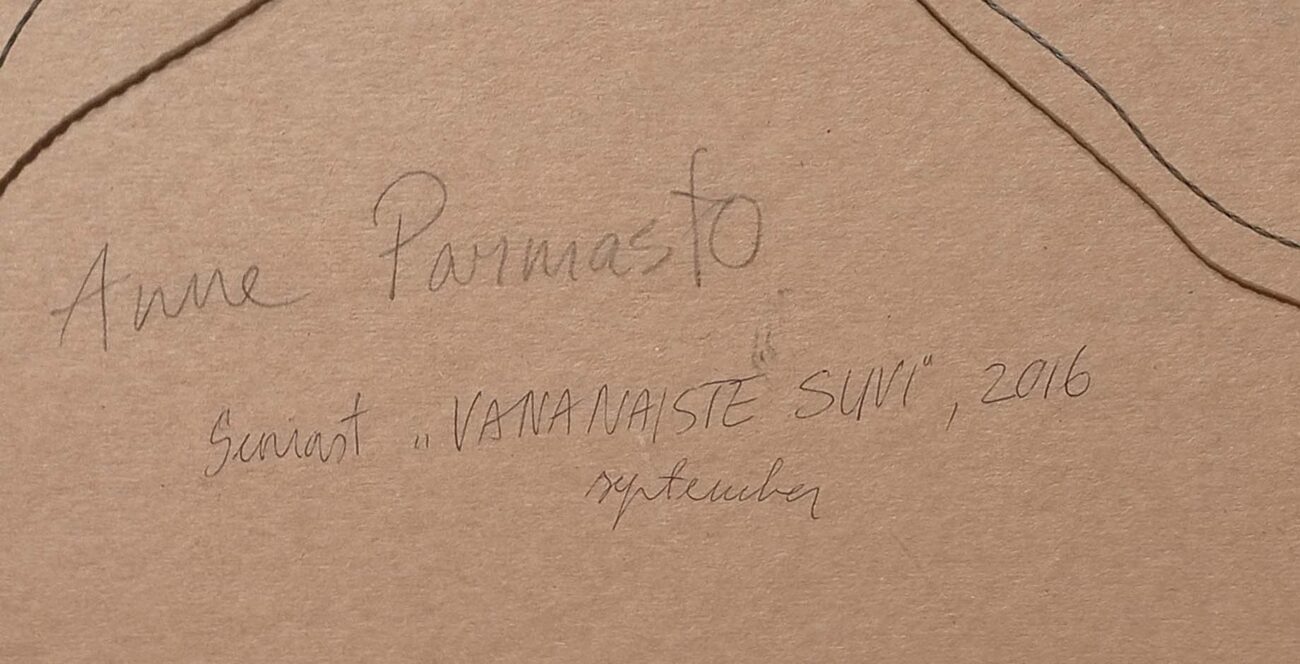 Anne Parmasto
Seeriast „VANANAISTE SUVI“, 2016
september